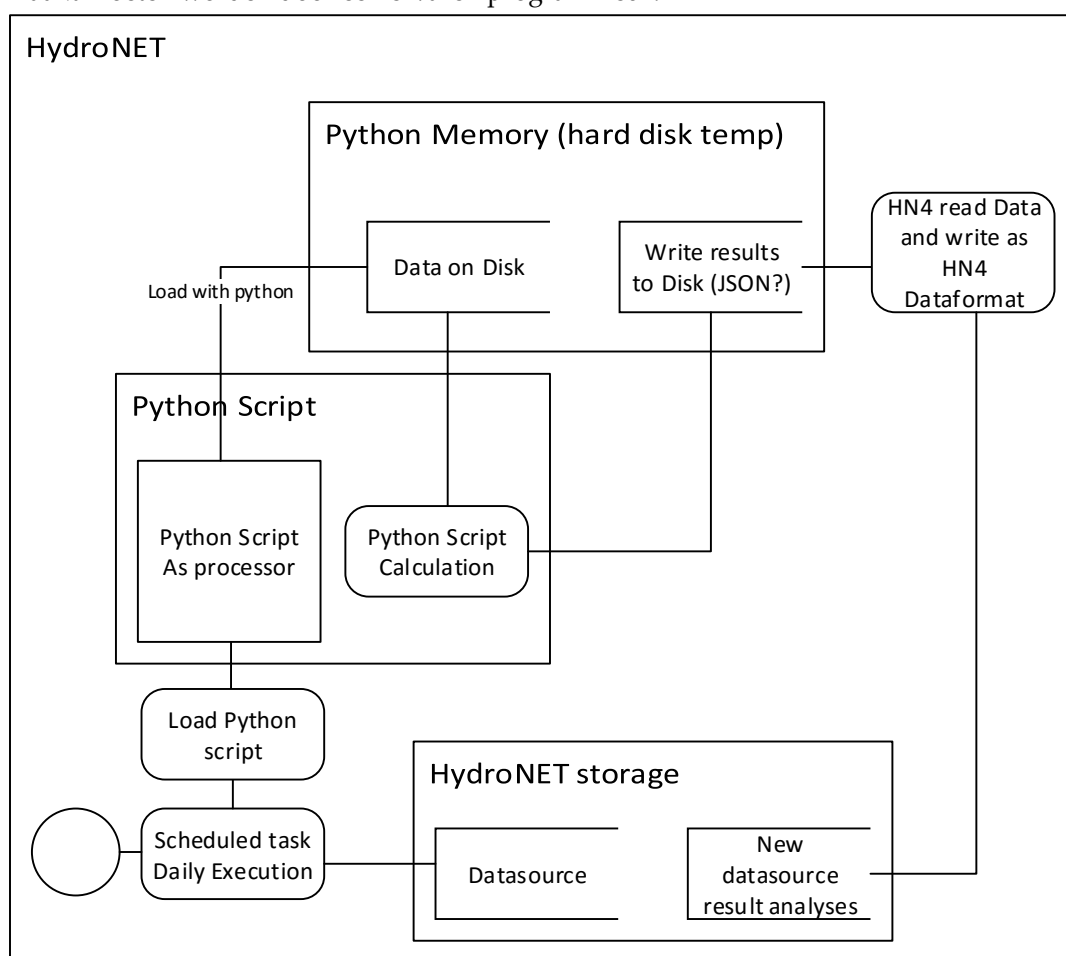 HydroNET
Python Memory (hard disk temp)
Data on Disk
Write results
to Disk (JSON?)
HN4 read Data
and write as
HN4
Dataformat
Load with python
Python Script
Python Script
As processor
Python Script
Calculation
Load Python
script
HydroNET storage
Scheduled task
Daily Execution
Datasource
New
datasource
result analyses